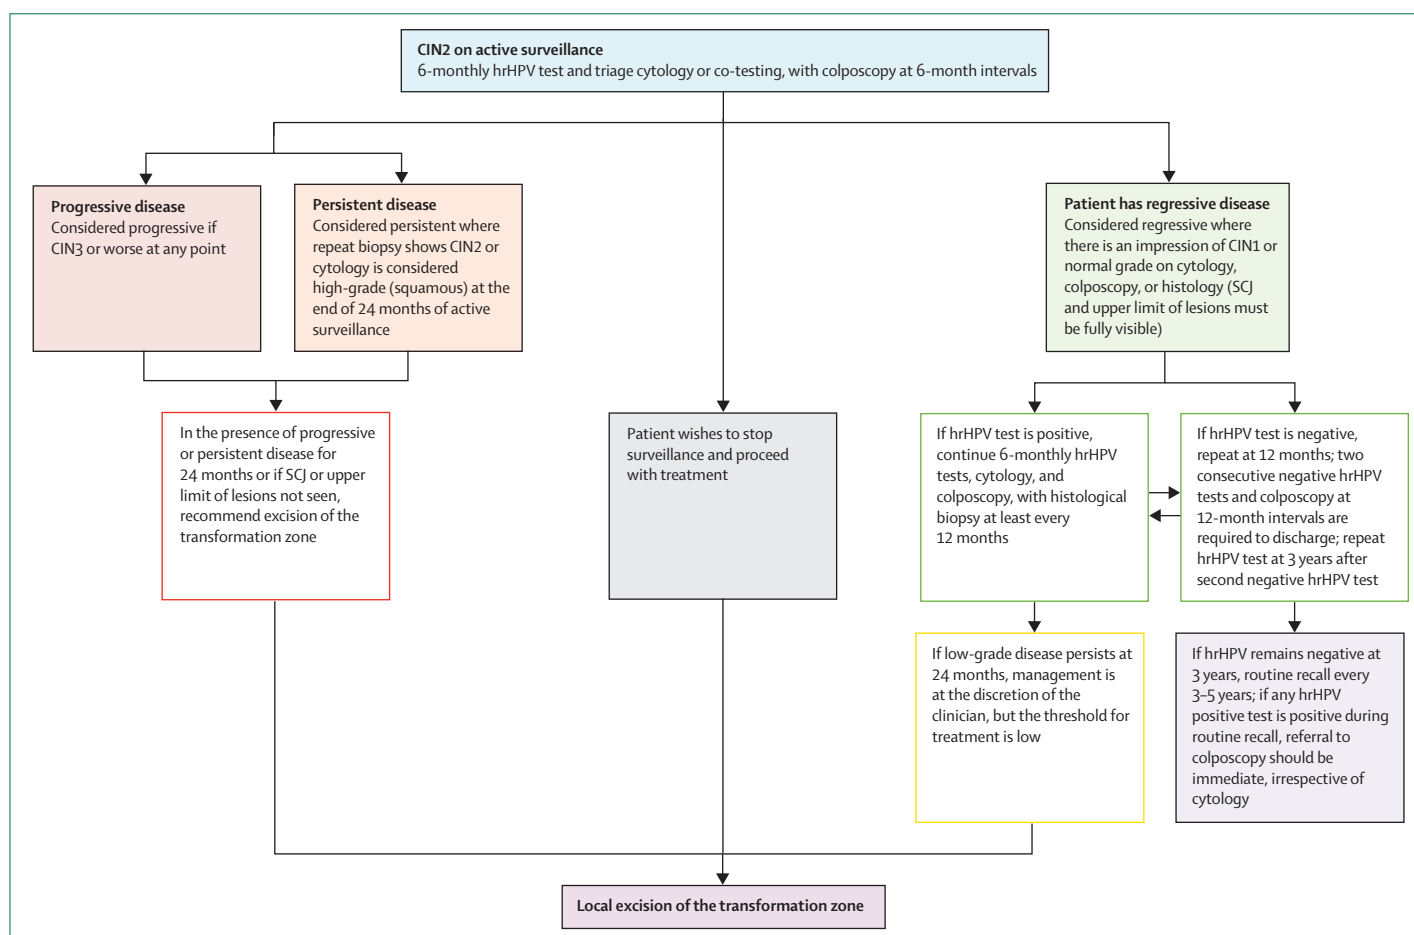 CIN2 on active surveillance
6-monthly hrHPV test and triage cytology or co-testing, with colposcopy at 6-month intervals
Progressive disease
Considered progressive if
CIN3 or worse at any point
Persistent disease
Considered persistent where
repeat biopsy shows CIN2 or
cytology is considered
high-grade (squamous) at the
end of 24 months of active
surveillance
Patient has regressive disease
Considered regressive where
there is an impression of CIN1 or
normal grade on cytology,
colposcopy, or histology (SCJ
and upper limit of lesions must
be fully visible)
In the presence of progressive
or persistent disease for
24 months or if SCJ or upper
limit of lesions not seen,
recommend excision of the
transformation zone
Patient wishes to stop
surveillance and proceed
with treatment
If hrHPV test is positive,
continue 6-monthly hrHPV
tests, cytology, and
colposcopy, with histological
biopsy at least every
12 months
If hrHPV test is negative,
repeat at 12 months; two
consecutive negative hrHPV
tests and colposcopy at
12-month intervals are
required to discharge; repeat
hrHPV test at 3 years after
second negative hrHPV test
If low-grade disease persists at
24 months, management is
at the discretion of the
clinician, but the threshold for
treatment is low
If hrHPV remains negative at
3 years, routine recall every
3–5 years; if any hrHPV
positive test is positive during
routine recall, referral to
colposcopy should be
immediate, irrespective of
cytology
Local excision of the transformation zone